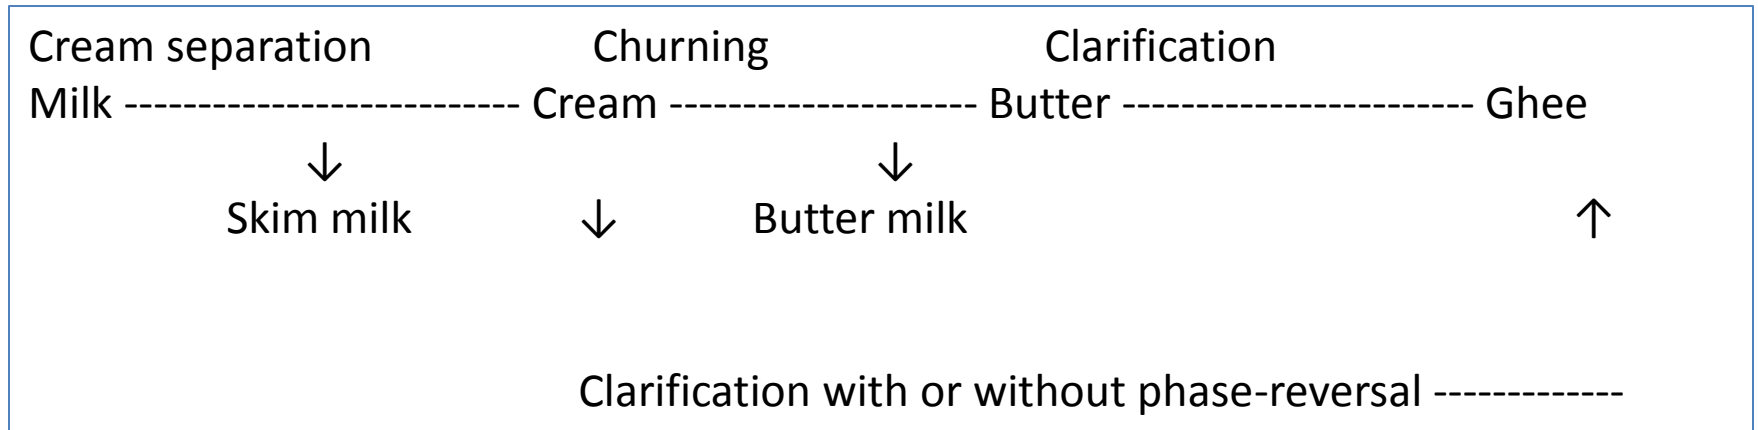 Cream separation Churning Clarification
Milk --------------------------- Cream --------------------- Butter ------------------------ Ghee
↓ ↓
Skim milk ↓ Butter milk ↑
Clarification with or without phase-reversal -------------